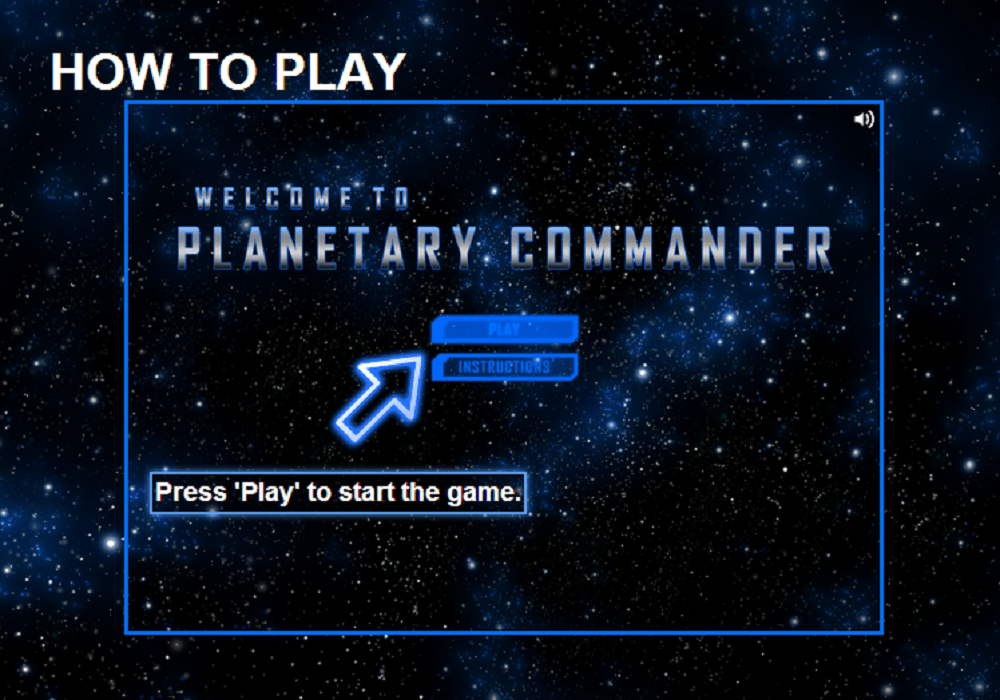 HOW TO PLAY
WELCOME TO
PLANETARY COMMANDER
PLAY
INSTRUCTIONS
Press 'Play' to start the game.